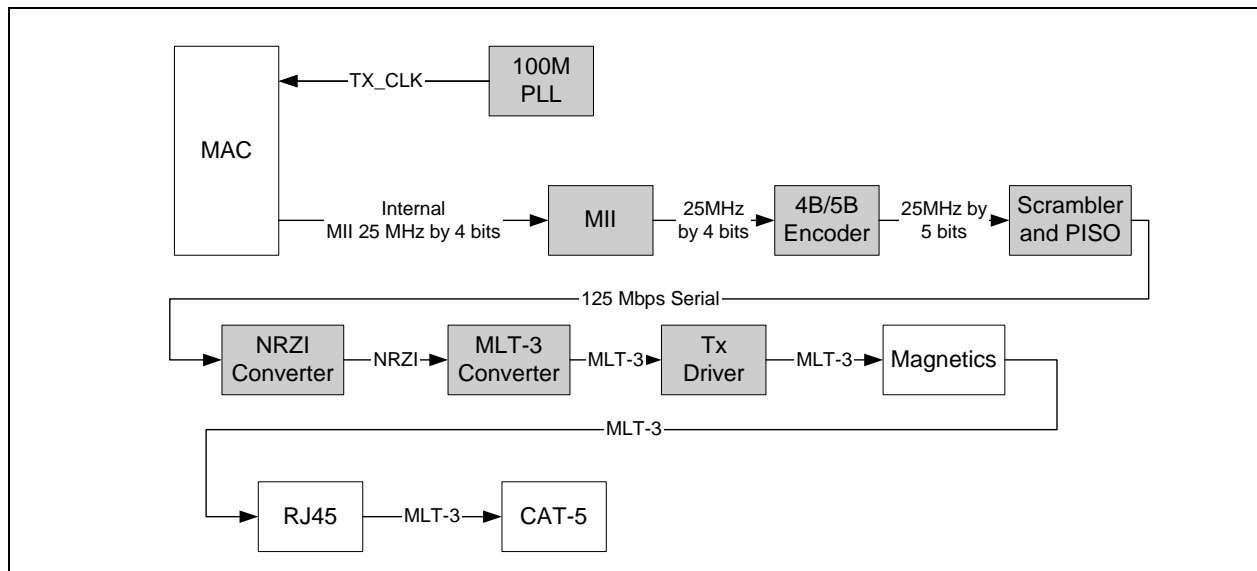 100M
PLL
TX_CLK
MAC
Internal
MII 25 MHz by 4 bits
MII
25MHz
by 4 bits
4B/5B
Encoder
25MHz by
5 bits
Scrambler
and PISO
125 Mbps Serial
NRZI
Converter
NRZI
MLT-3
Converter
MLT-3
Tx
Driver
MLT-3
Magnetics
MLT-3
RJ45
MLT-3
CAT-5